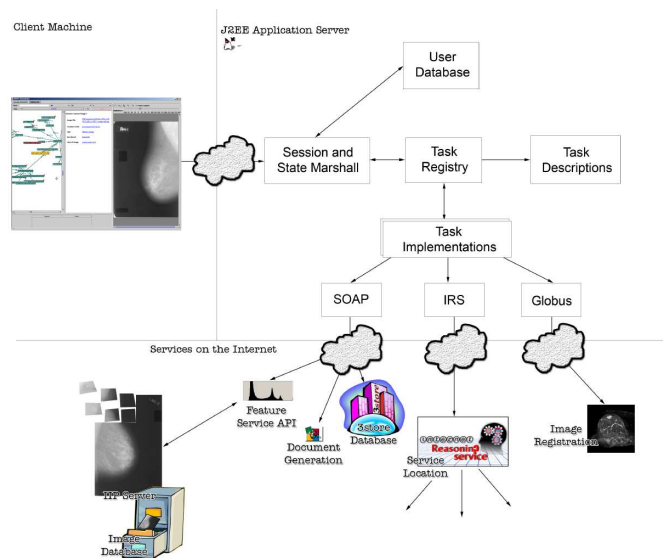 Client Machine
J2EE Application Server
User
Database
Session and
State Marshall
Task
Registry
Task
Descriptions
Task
Implementations
SOAP
IRS
Globus
Services on the Internet
Feature
Service API
3store
3store
Database
Document
Generation
Reasoning
service
Service
Location
Image
Registration
HP Server
Image
Database